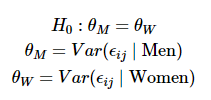 H₀ : θ_M = θ_W
θ_M = Var(ϵ_ij | Men)
θ_W = Var(ϵ_ij | Women)